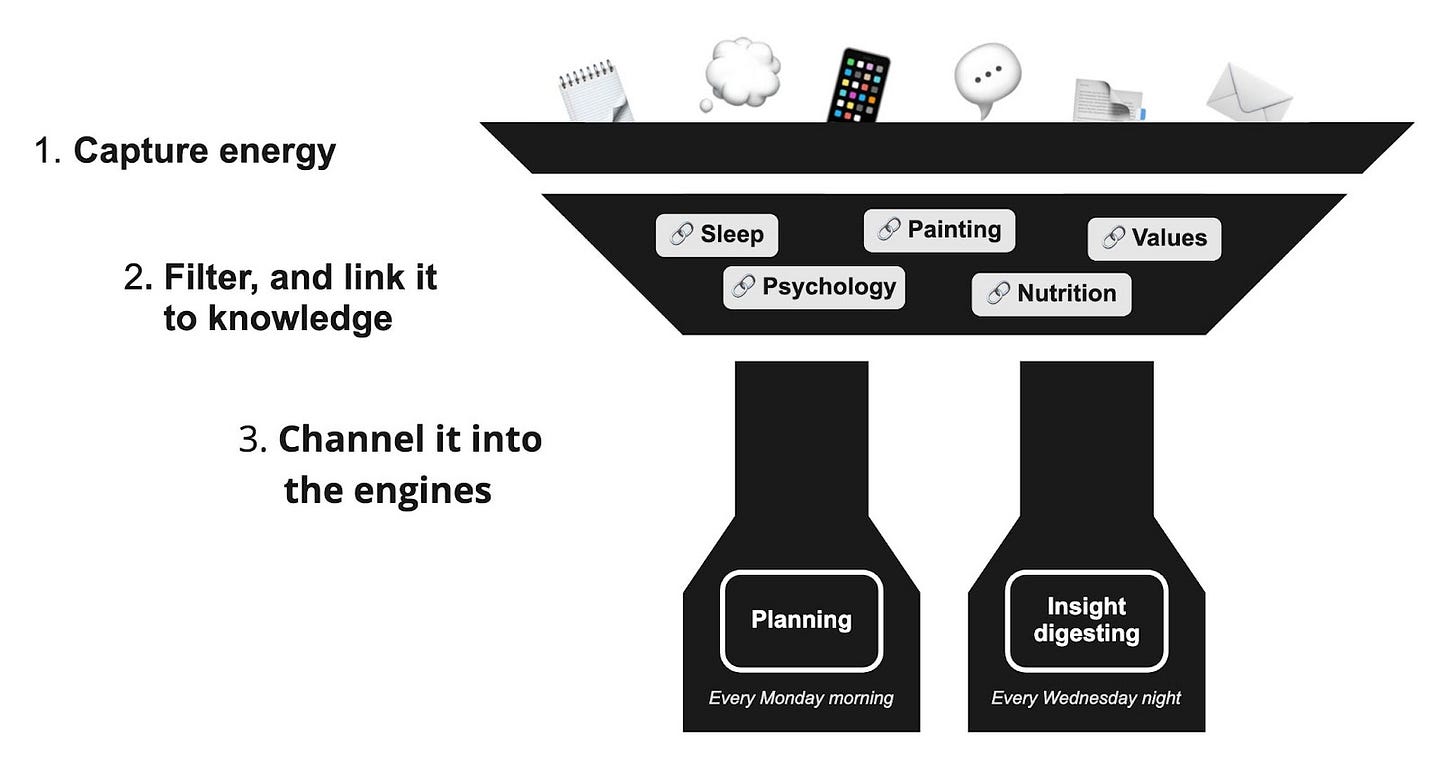 1. Capture energy
2. Filter, and link it
to knowledge
3. Channel it into
the engines
Sleep
Painting
Values
Psychology
Nutrition
Planning
Every Monday morning
Insight
digesting
Every Wednesday night